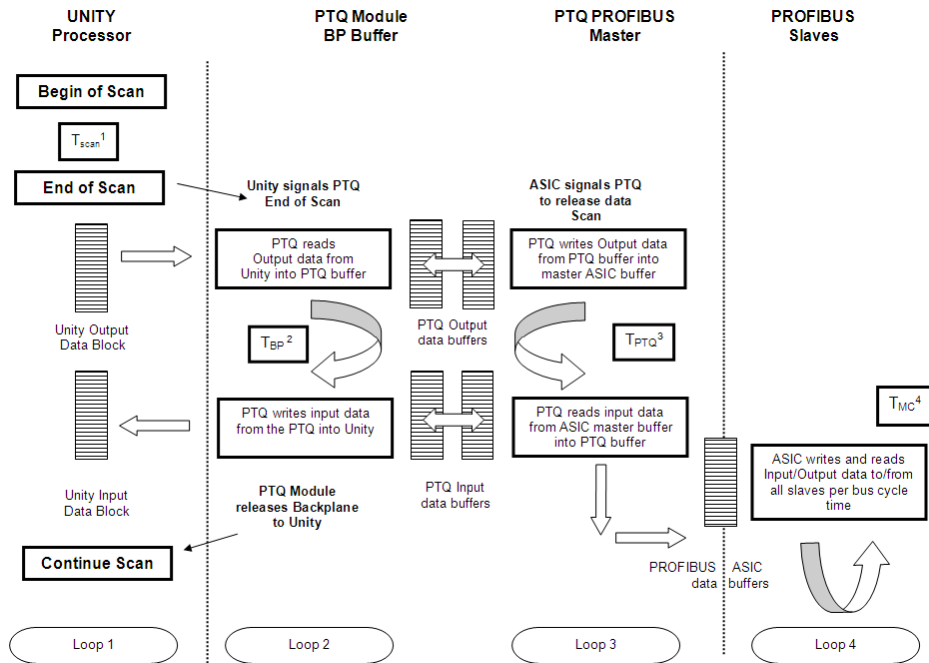 UNITY
Processor
PTQ Module
BP Buffer
PTQ PROFIBUS
Master
PROFIBUS
Slaves
Begin of Scan
Tscan1
End of Scan
Unity signals PTQ
End of Scan
ASIC signals PTQ
to release data
Scan
PTQ reads
Output data from
Unity into PTQ buffer
PTQ writes Output data
from PTQ buffer into
master ASIC buffer
Unity Output
Data Block
TBP2
PTQ Output
data buffers
TPTQ3
TMC4
PTQ writes input data
from the PTQ into Unity
PTQ reads input data
from ASIC master buffer
into PTQ buffer
ASIC writes and reads
Input/Output data to/from
all slaves per bus cycle
time
Unity Input
Data Block
PTQ Module
releases Backplane
to Unity
PTQ Input
data buffers
Continue Scan
PROFIBUS
data
ASIC
buffers
Loop 1
Loop 2
Loop 3
Loop 4